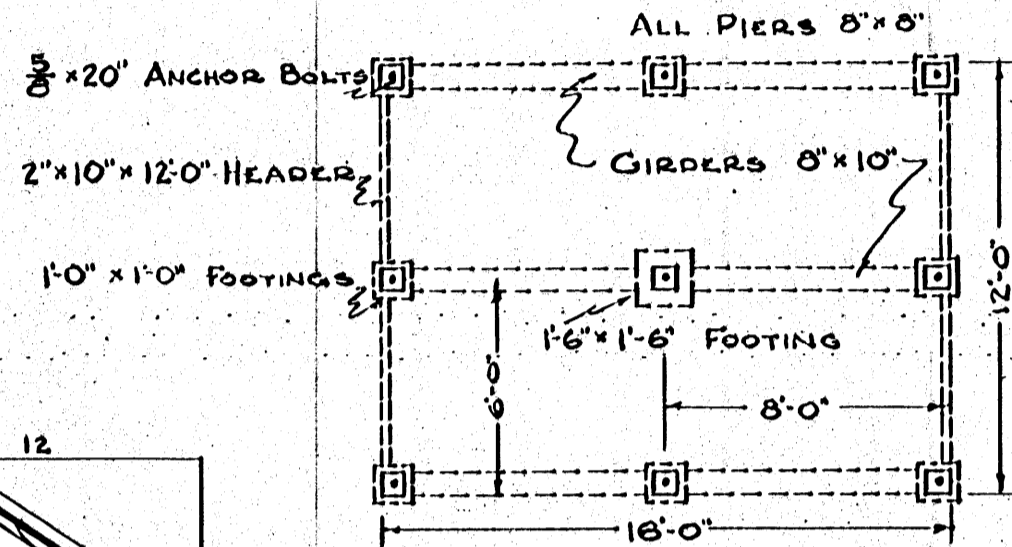 ALL PIERS 8" x 8"
5/8 x 20" ANCHOR BOLTS
2" x 10" x 12'-0" HEADER
GIRDERS 8" x 10"
1'-0" x 1'-0" FOOTINGS
1'-6" x 1'-6" FOOTING
12'-0"
6'-0"
8'-0"
12
16'-0"